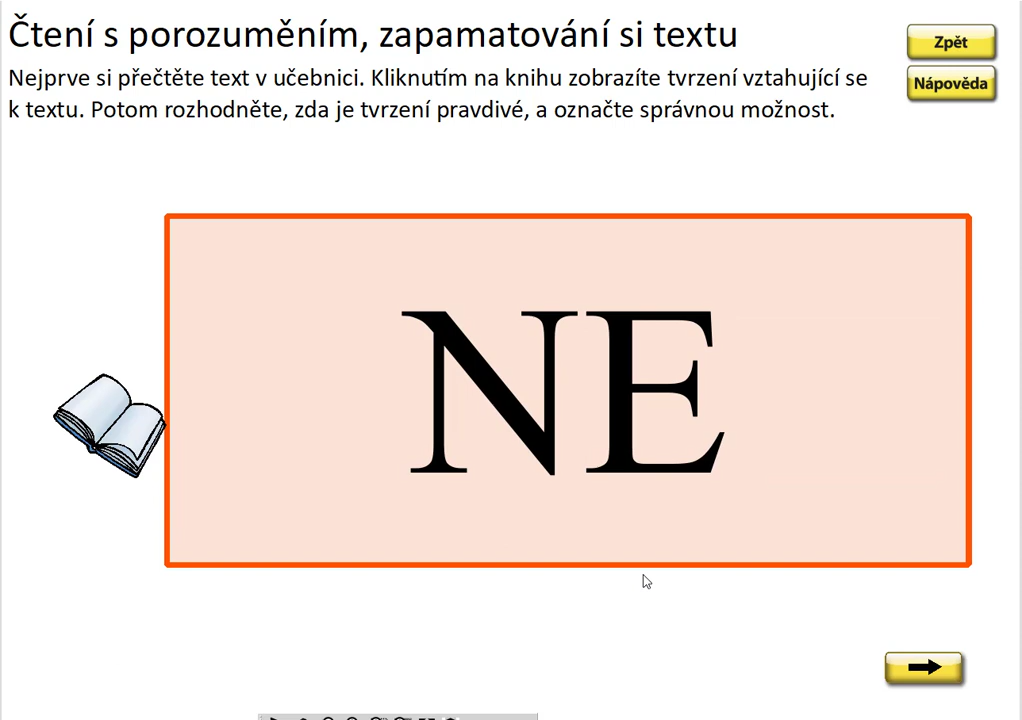 Čtení s porozuměním, zapamatování si textu
Zpět
Nejprve si přečtěte text v učebnici. Kliknutím na knihu zobrazíte tvrzení vztahující se
Nápověda
k textu. Potom rozhodněte, zda je tvrzení pravdivé, a označte správnou možnost.
NE